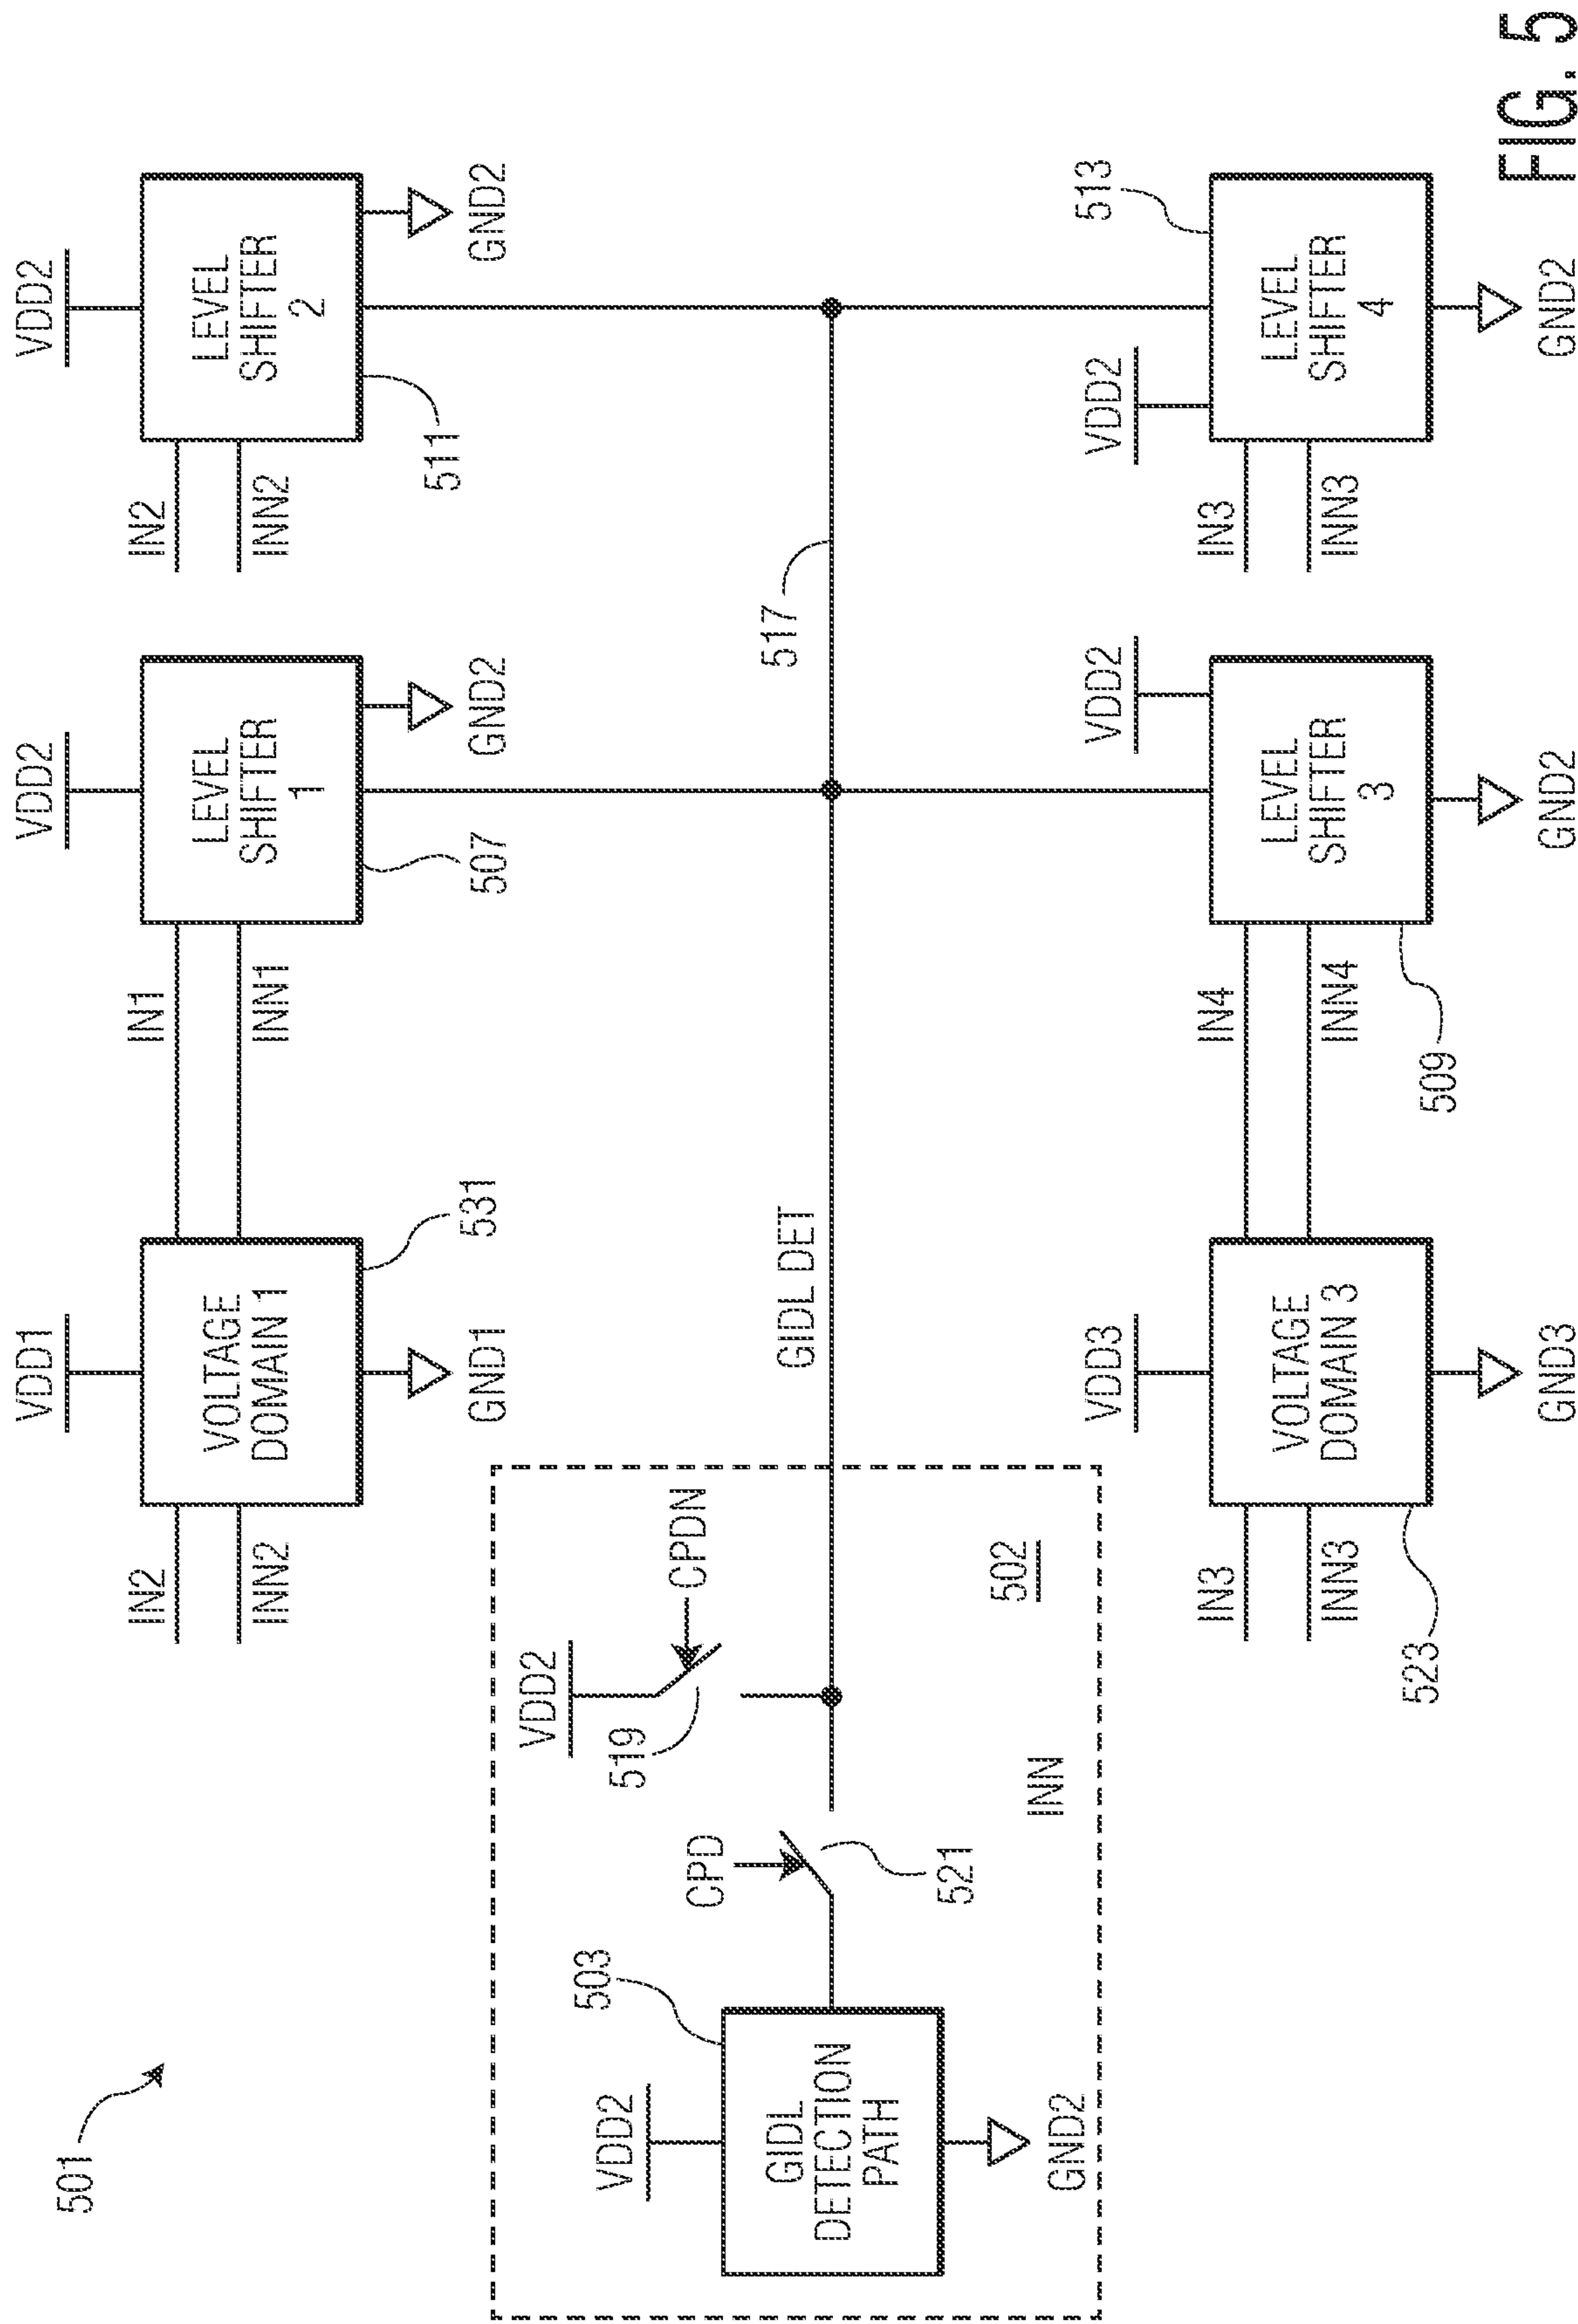 501
VDD1
IN2
INN2
VOLTAGE
DOMAIN 1
531
GND1
IN1
INN1
VDD2
LEVEL
SHIFTER
1
507
GND2
VDD2
IN2
INN2
LEVEL
SHIFTER
2
511
GND2
VDD2
503
GIDL
DETECTION
PATH
GND2
CPD
521
VDD2
519
CPDN
INN
502
GIDL DET
517
VDD3
IN3
INN3
VOLTAGE
DOMAIN 3
523
GND3
IN4
INN4
VDD2
LEVEL
SHIFTER
3
509
GND2
VDD2
IN3
INN3
LEVEL
SHIFTER
4
513
GND2
FIG. 5